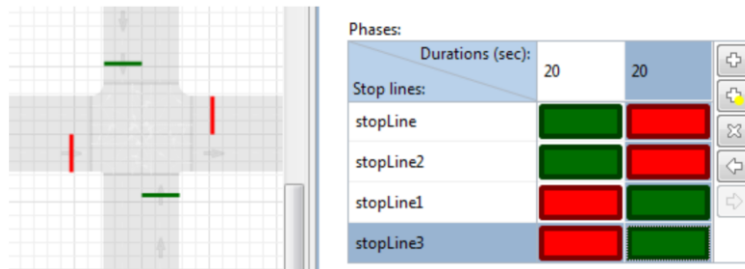 Phases:
Durations (sec):
20
20
Stop lines:
stopLine
stopLine2
stopLine1
stopLine3